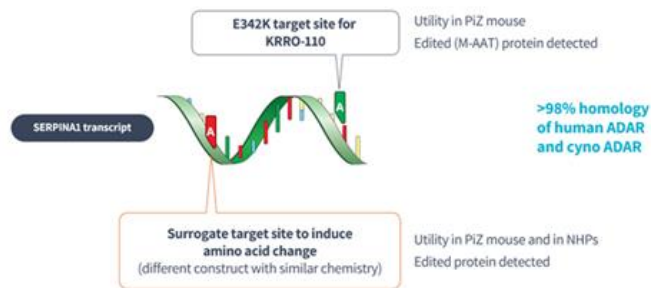 E342K target site for
KRRO-110
Utility in PiZ mouse
Edited (M-AAT) protein detected
A
SERPINA1 transcript
A
>98% homology
of human ADAR
and cyno ADAR
Surrogate target site to induce
amino acid change
(different construct with similar chemistry)
Utility in PiZ mouse and in NHPs
Edited protein detected